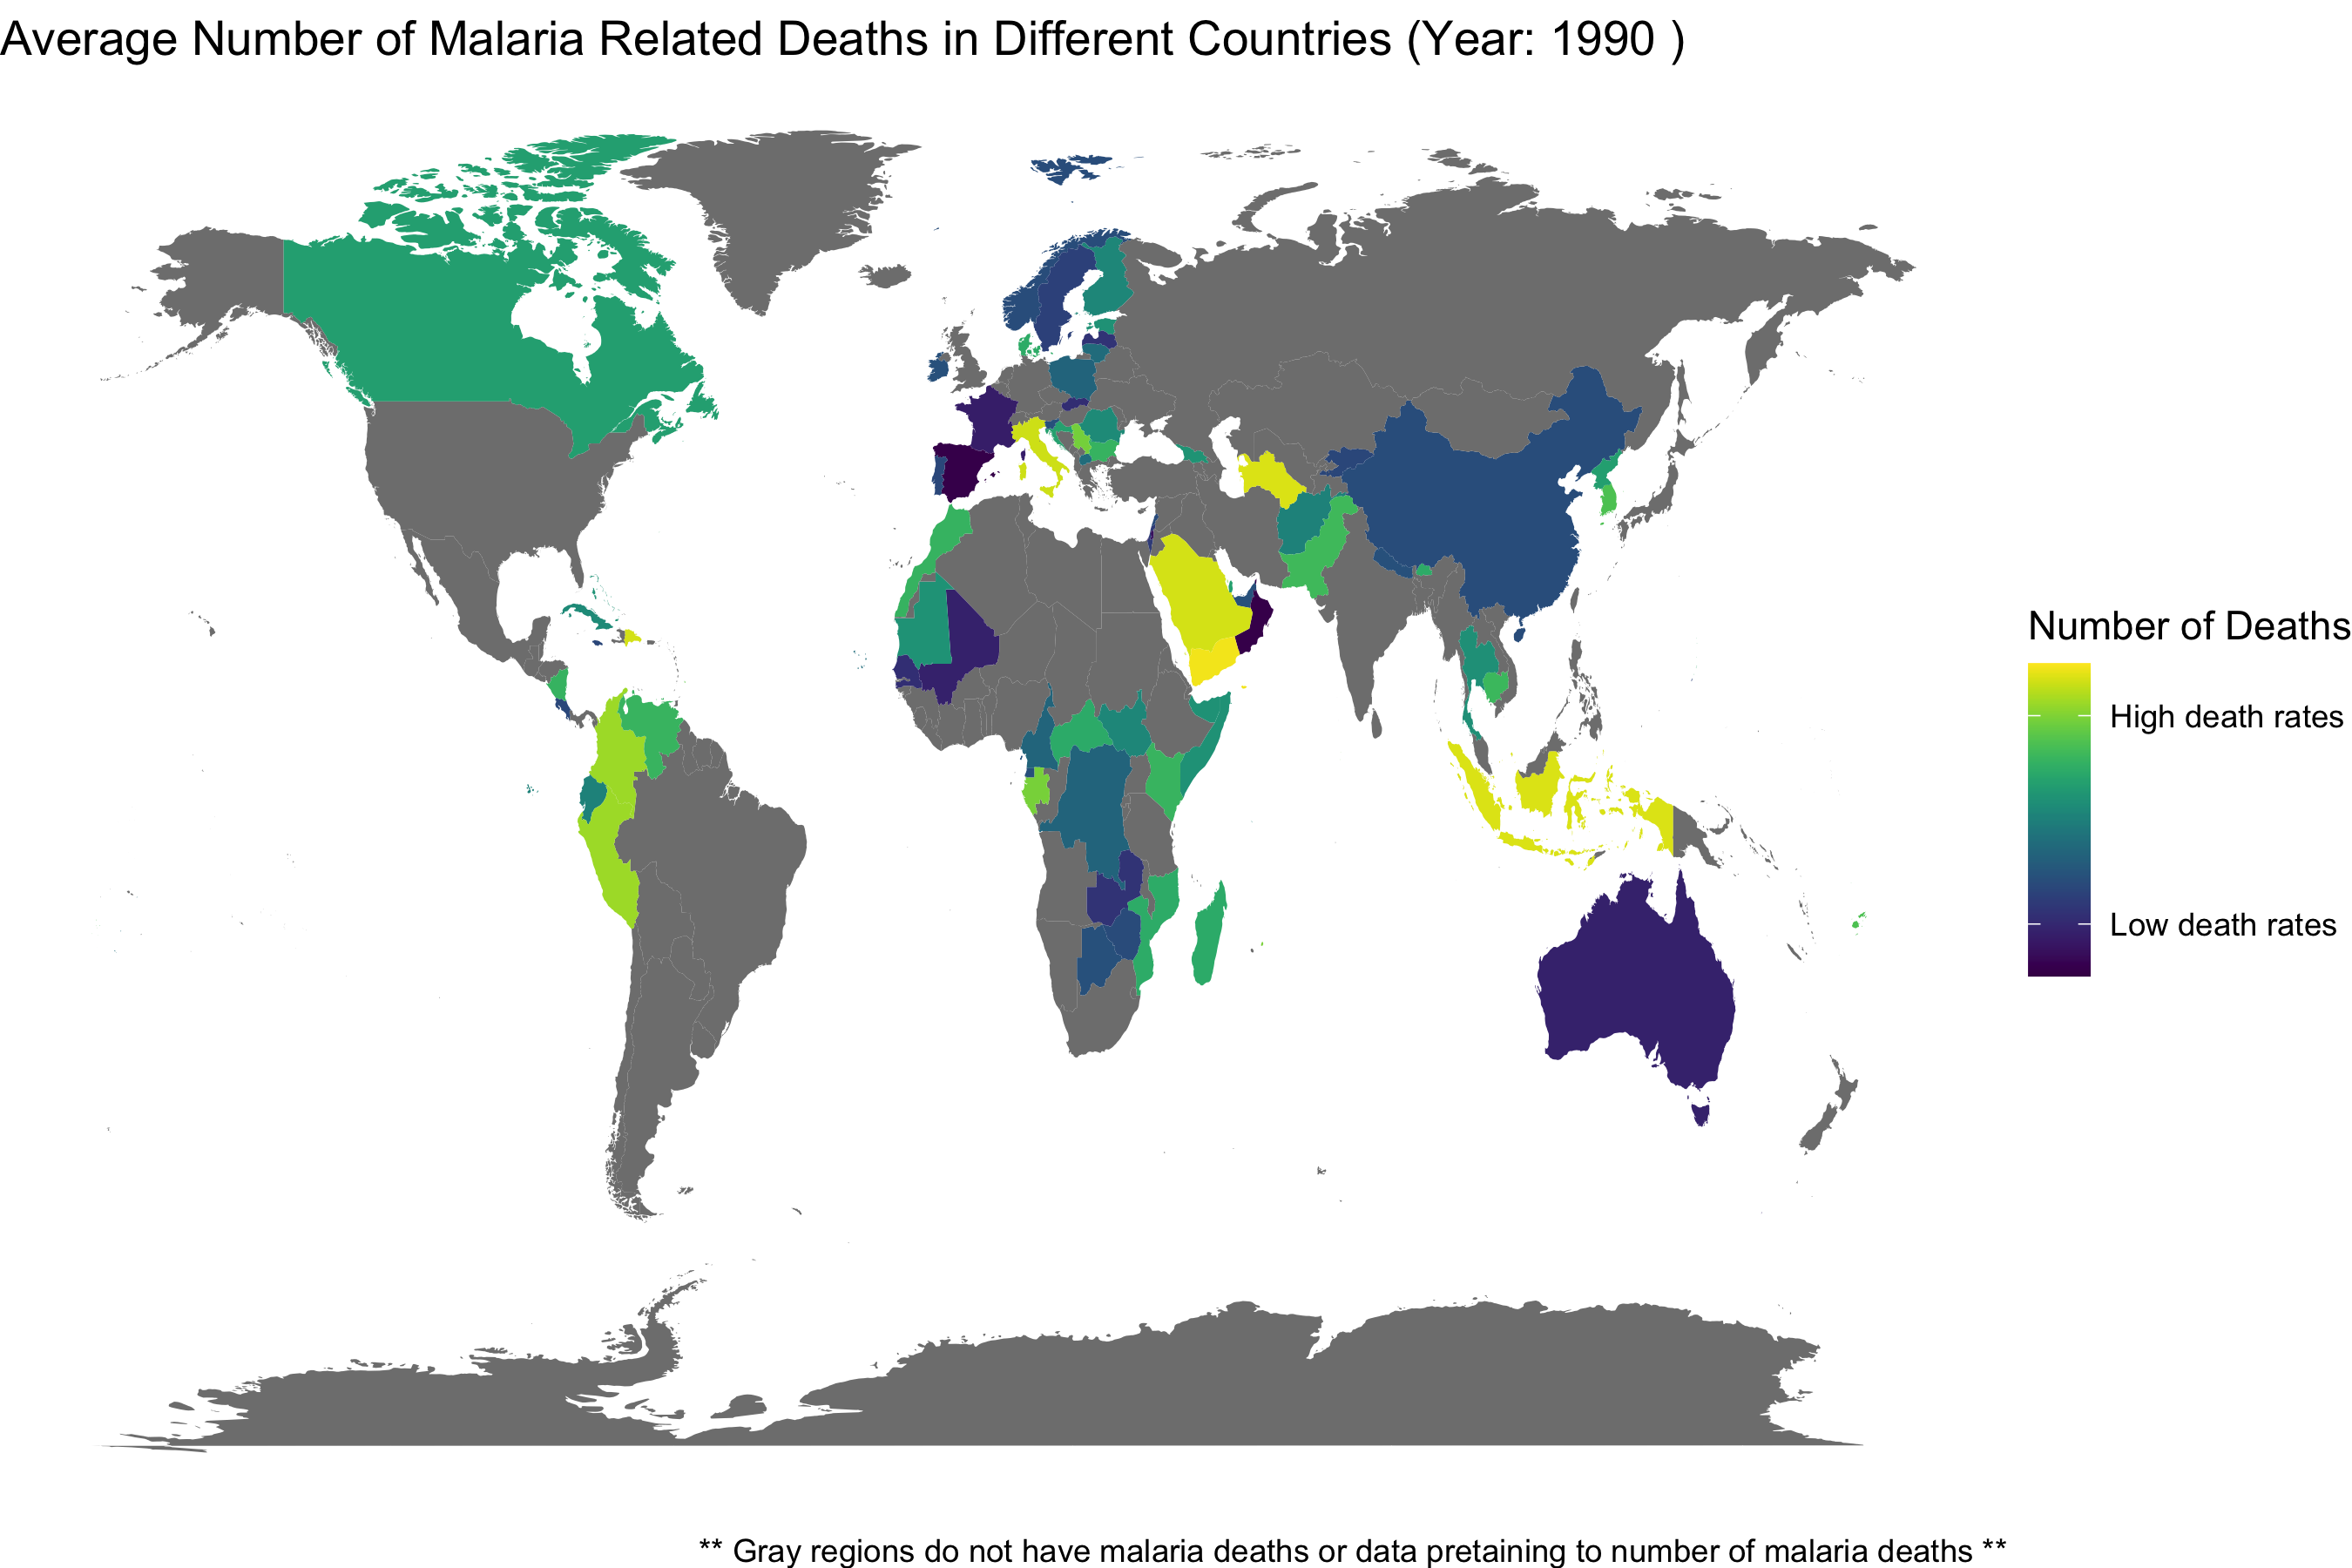 Average Number of Malaria Related Deaths in Different Countries (Year: 1990 )
Number of Deaths
High death rates
Low death rates
** Gray regions do not have malaria deaths or data pretaining to number of malaria deaths **